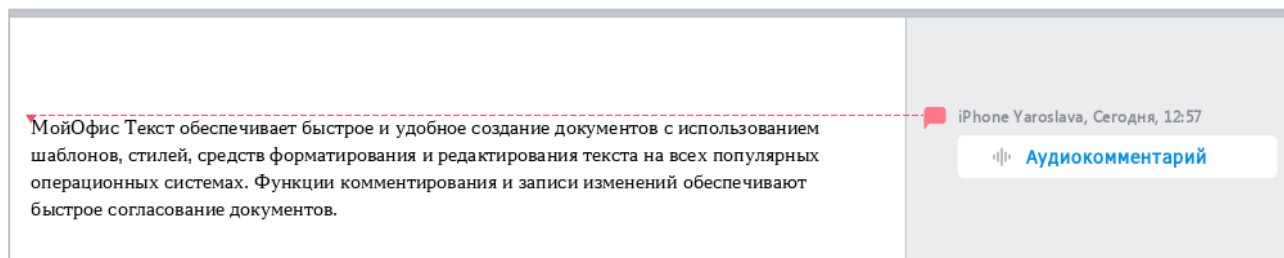 МойОфис Текст обеспечивает быстрое и удобное создание документов с использованием
шаблонов, стилей, средств форматирования и редактирования текста на всех популярных
операционных системах. Функции комментирования и записи изменений обеспечивают
быстрое согласование документов.
iPhone Yaroslava, Сегодня, 12:57
Аудиокомментарий